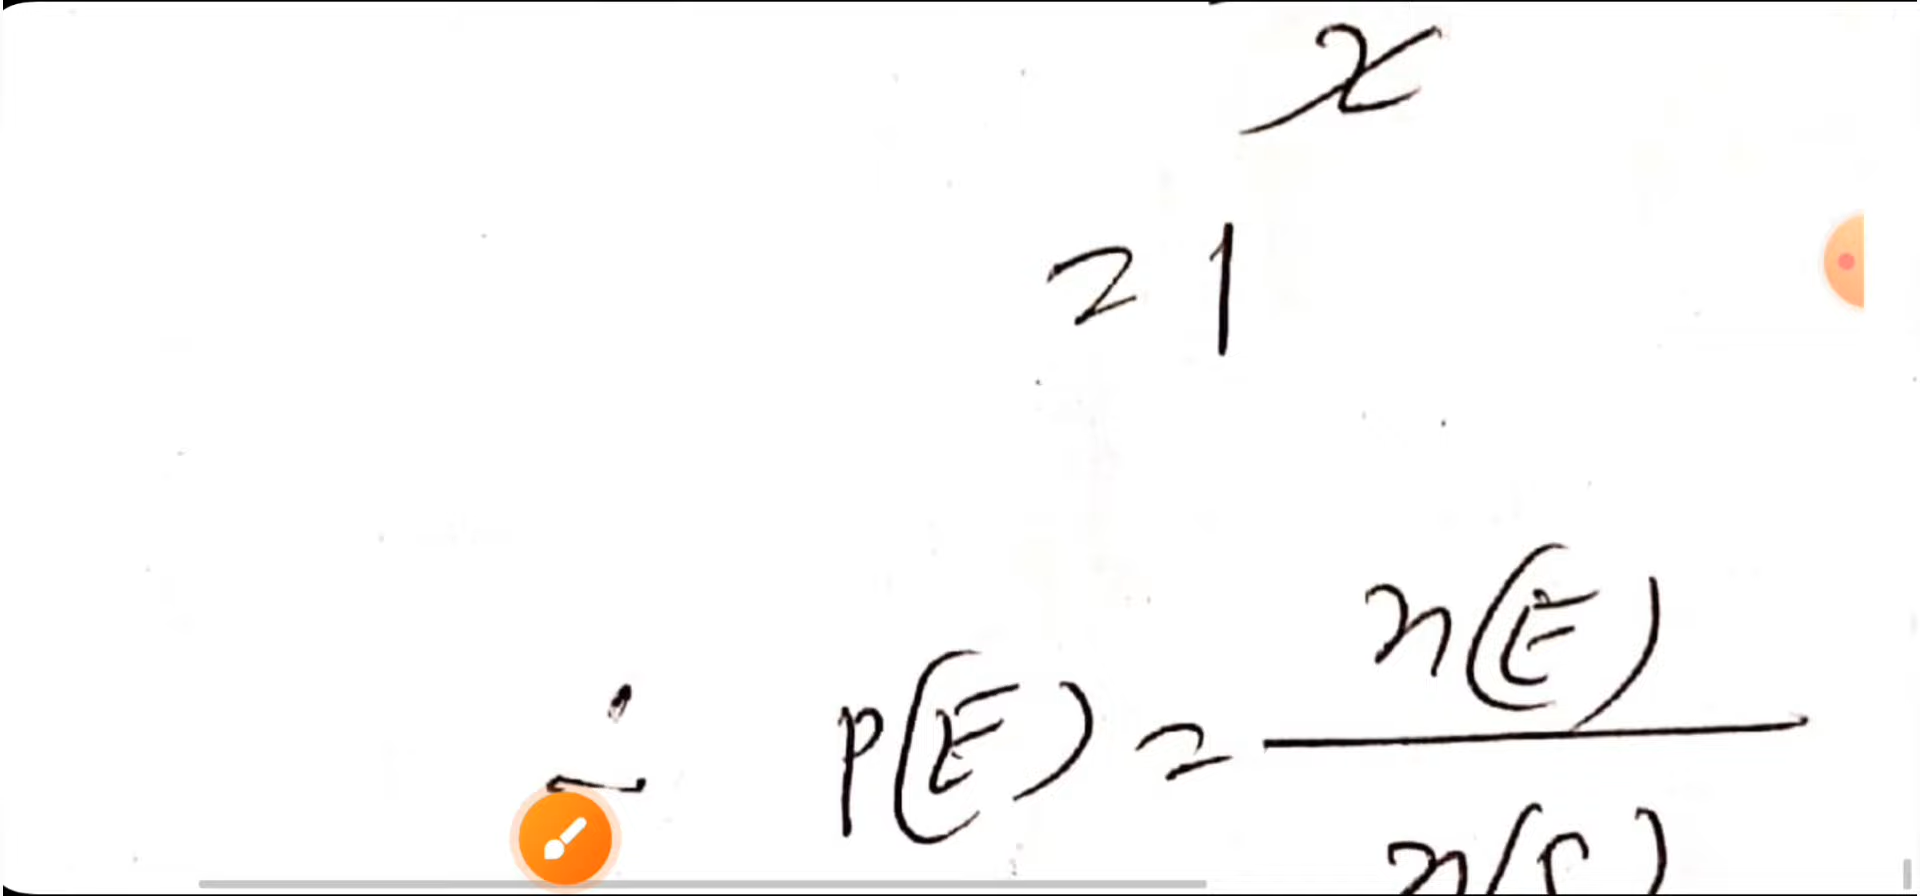 x
= 1
∴ P(E) = n(E)
n(S)